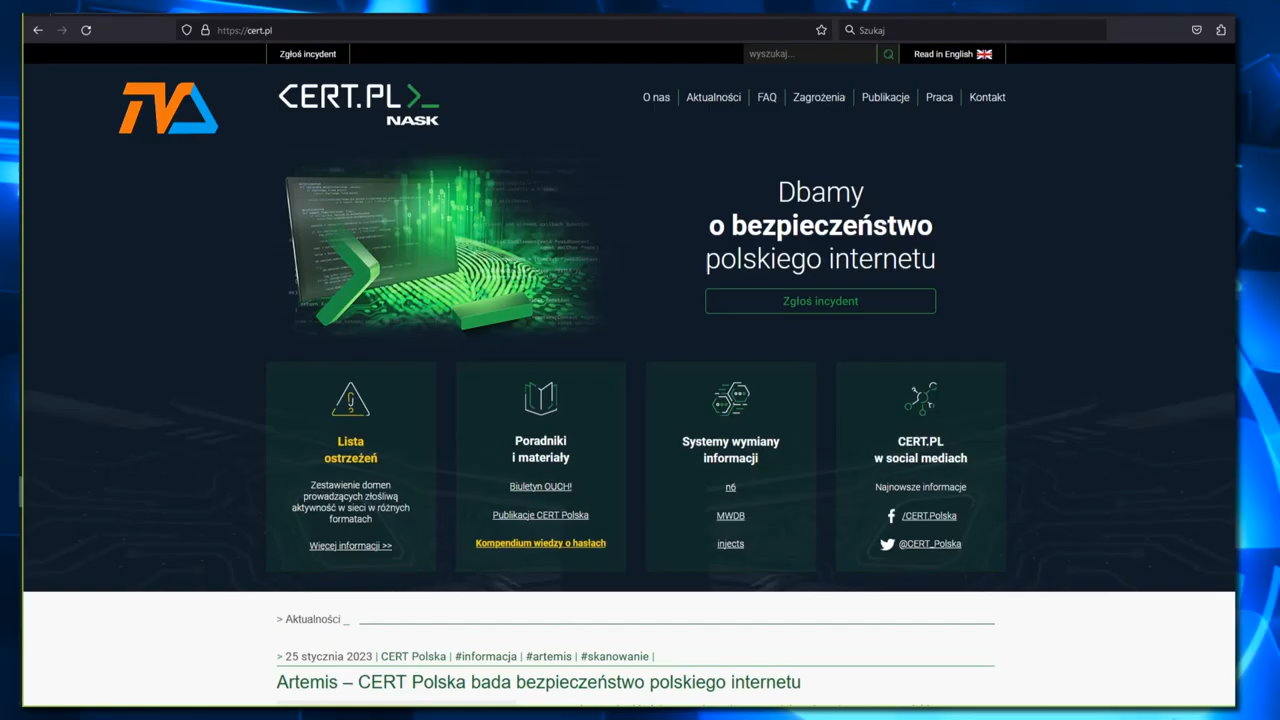 https://cert.pl
Szukaj
Zgłoś incydent
wyszukaj...
Read in English
TVA
CERT.PL>_
NASK
O nas
Aktualności
FAQ
Zagrożenia
Publikacje
Praca
Kontakt
Dbamy
o bezpieczeństwo
polskiego internetu
Zgłoś incydent
Lista
ostrzeżeń
Zestawienie domen
prowadzących złośliwą
aktywność w sieci w różnych
formatach
Więcej informacji >>
Poradniki
i materiały
Biuletyn OUCH!
Publikacje CERT Polska
Kompendium wiedzy o hasłach
Systemy wymiany
informacji
n6
MWDB
injects
CERT.PL
w social mediach
Najnowsze informacje
/CERT.Polska
@CERT_Polska
> Aktualności _
> 25 stycznia 2023 | CERT Polska | #informacja | #artemis | #skanowanie |
Artemis – CERT Polska bada bezpieczeństwo polskiego internetu